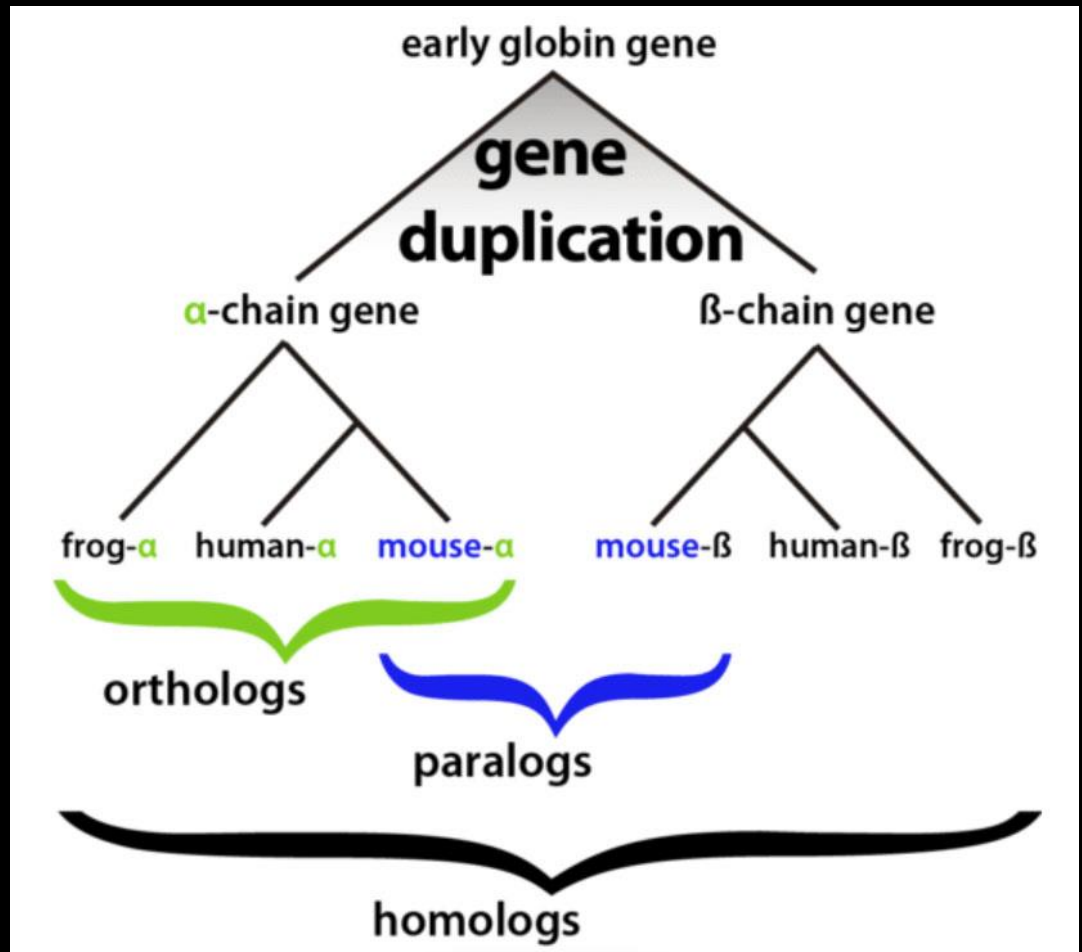 early globin gene
gene
duplication
α-chain gene ß-chain gene
frog-α human-α mouse-α mouse-ß human-ß frog-ß
orthologs
paralogs
homologs